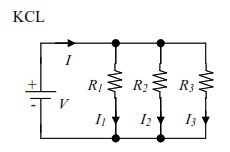 KCL
I
+
R1 R2 R3
V
-
I1 I2 I3